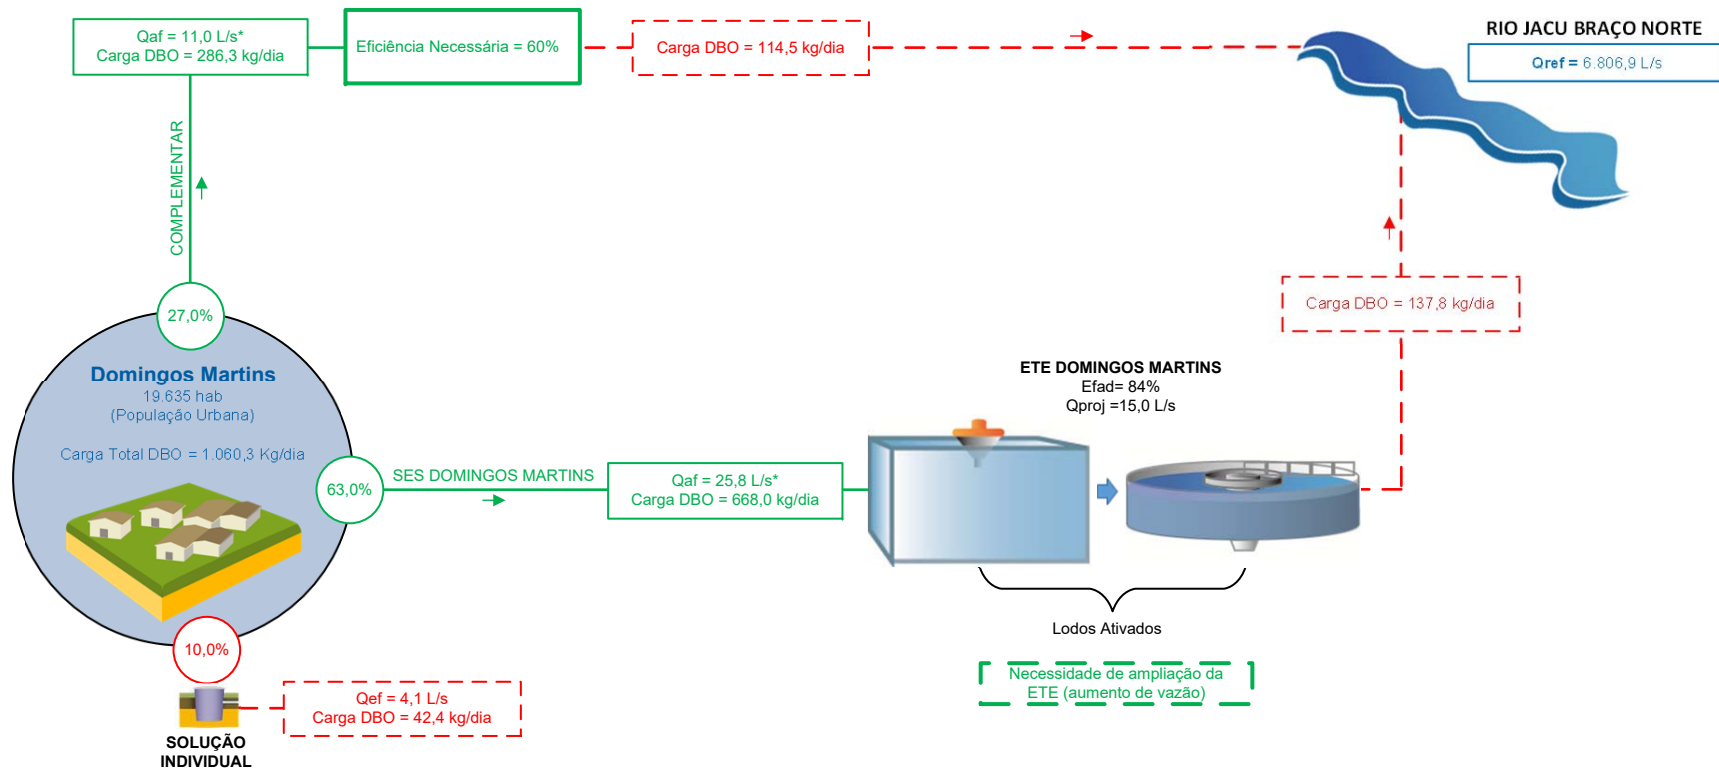 Qaf = 11,0 L/s*
Carga DBO = 286,3 kg/dia
Eficiência Necessária = 60%
Carga DBO = 114,5 kg/dia
RIO JACU BRAÇO NORTE
Qref = 6.806,9 L/s
COMPLEMENTAR
27,0%
Domingos Martins
19.635 hab
(População Urbana)
Carga Total DBO = 1.060,3 Kg/dia
63,0%
SES DOMINGOS MARTINS
Qaf = 25,8 L/s*
Carga DBO = 668,0 kg/dia
ETE DOMINGOS MARTINS
Efad= 84%
Qproj =15,0 L/s
Carga DBO = 137,8 kg/dia
Lodos Ativados
Necessidade de ampliação da
ETE (aumento de vazão)
10,0%
Qef = 4,1 L/s
Carga DBO = 42,4 kg/dia
SOLUÇÃO
INDIVIDUAL